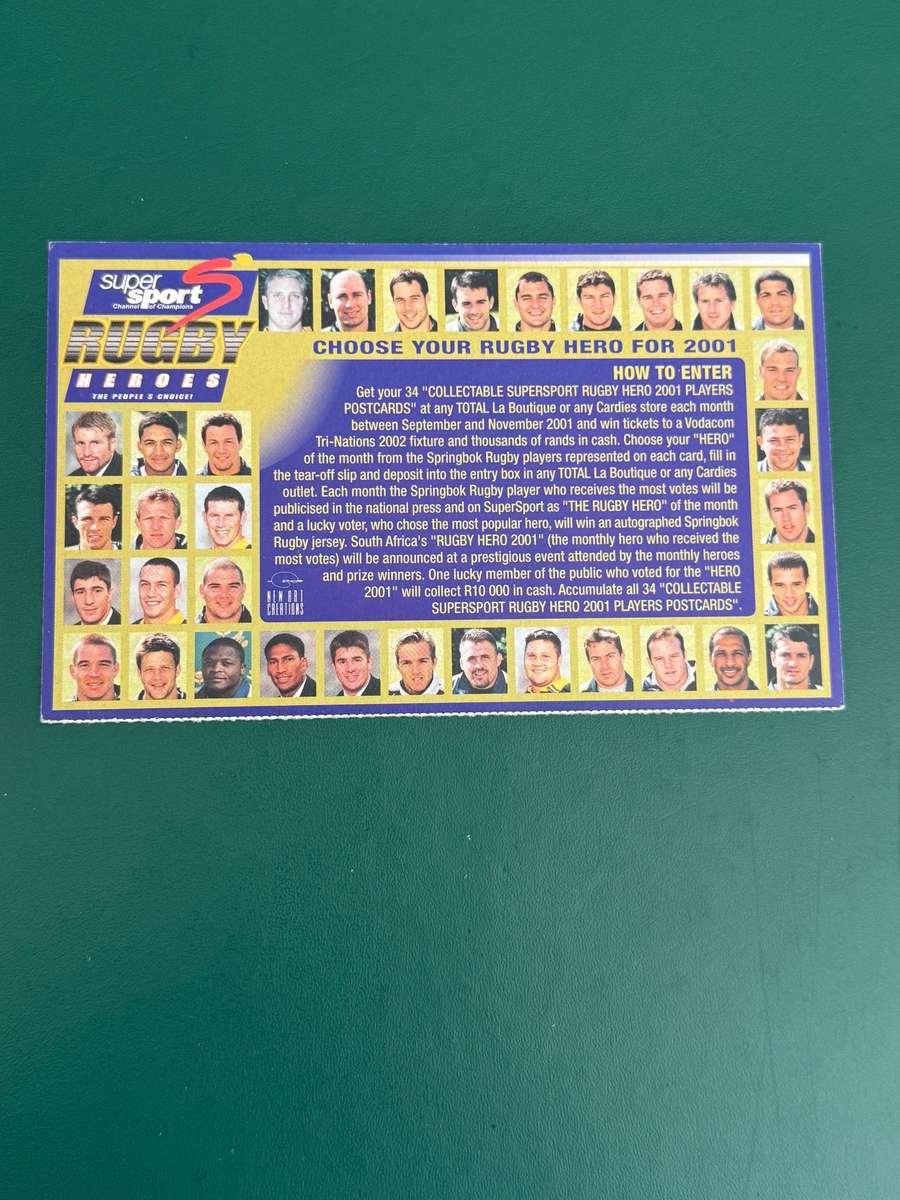 super
sport
Channel of Champions
RUGBY
HEROES
THE PEOPLE'S CHOICE!
CHOOSE YOUR RUGBY HERO FOR 2001
HOW TO ENTER
Get your 34 "COLLECTABLE SUPERSPORT RUGBY HERO 2001 PLAYERS
POSTCARDS" at any TOTAL La Boutique or any Cardies store each month
between September and November 2001 and win tickets to a Vodacom
Tri-Nations 2002 fixture and thousands of rands in cash. Choose your "HERO"
of the month from the Springbok Rugby players represented on each card, fill in
the tear-off slip and deposit into the entry box in any TOTAL La Boutique or any Cardies
outlet. Each month the Springbok Rugby player who receives the most votes will be
publicised in the national press and on SuperSport as "THE RUGBY HERO" of the month
and a lucky voter, who chose the most popular hero, will win an autographed Springbok
Rugby jersey. South Africa's "RUGBY HERO 2001" (the monthly hero who received the
most votes) will be announced at a prestigious event attended by the monthly heroes
and prize winners. One lucky member of the public who voted for the "HERO
2001" will collect R10 000 in cash. Accumulate all 34 "COLLECTABLE
SUPERSPORT RUGBY HERO 2001 PLAYERS POSTCARDS".
NEW ART
CREATIONS